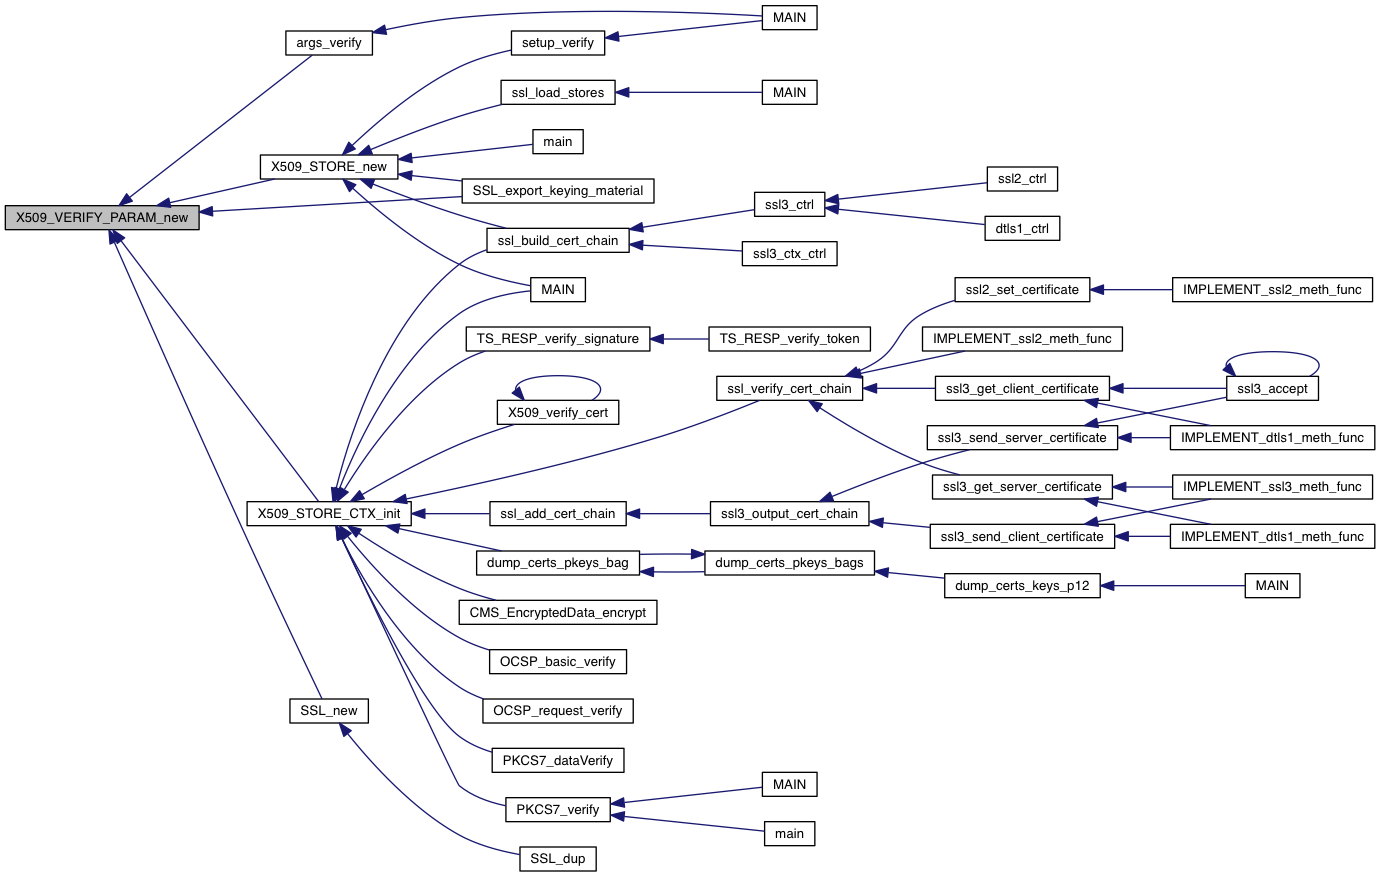 MAIN
args_verify
setup_verify
ssl_load_stores
MAIN
main
X509_STORE_new
ssl2_ctrl
SSL_export_keying_material
ssl3_ctrl
X509_VERIFY_PARAM_new
dtls1_ctrl
ssl_build_cert_chain
ssl3_ctx_ctrl
MAIN
ssl2_set_certificate
IMPLEMENT_ssl2_meth_func
TS_RESP_verify_signature
TS_RESP_verify_token
IMPLEMENT_ssl2_meth_func
ssl_verify_cert_chain
ssl3_get_client_certificate
ssl3_accept
X509_verify_cert
ssl3_send_server_certificate
IMPLEMENT_dtls1_meth_func
ssl3_get_server_certificate
IMPLEMENT_ssl3_meth_func
X509_STORE_CTX_init
ssl_add_cert_chain
ssl3_output_cert_chain
ssl3_send_client_certificate
IMPLEMENT_dtls1_meth_func
dump_certs_pkeys_bag
dump_certs_pkeys_bags
dump_certs_keys_p12
MAIN
CMS_EncryptedData_encrypt
OCSP_basic_verify
SSL_new
OCSP_request_verify
PKCS7_dataVerify
MAIN
PKCS7_verify
main
SSL_dup